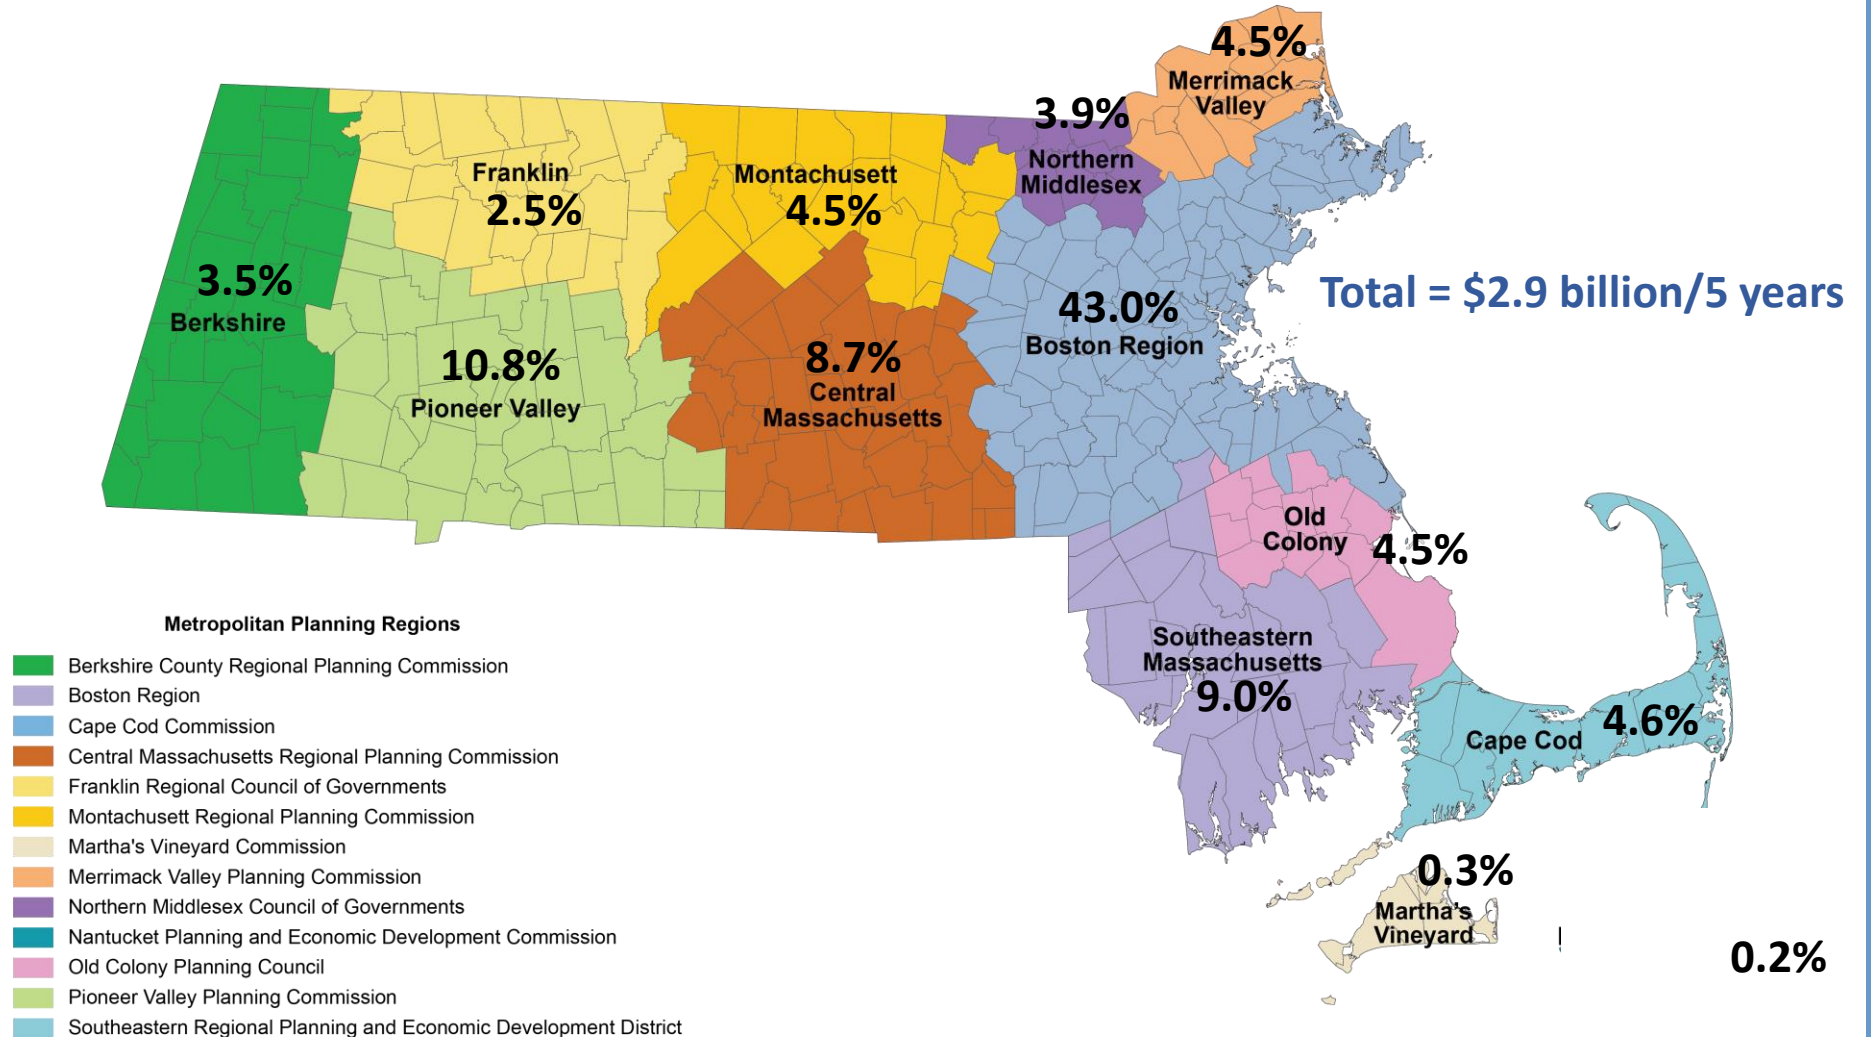 4.5%
Merrimack
Valley
3.9%
Northern
Middlesex
Franklin
2.5%
Montachusett
4.5%
3.5%
Berkshire
43.0%
Boston Region
Total = $2.9 billion/5 years
10.8%
Pioneer Valley
8.7%
Central
Massachusetts
Old
Colony
4.5%
Southeastern
Massachusetts
9.0%
Cape Cod
4.6%
0.3%
Martha's
Vineyard
0.2%
Metropolitan Planning Regions
Berkshire County Regional Planning Commission
Boston Region
Cape Cod Commission
Central Massachusetts Regional Planning Commission
Franklin Regional Council of Governments
Montachusett Regional Planning Commission
Martha's Vineyard Commission
Merrimack Valley Planning Commission
Northern Middlesex Council of Governments
Nantucket Planning and Economic Development Commission
Old Colony Planning Council
Pioneer Valley Planning Commission
Southeastern Regional Planning and Economic Development District